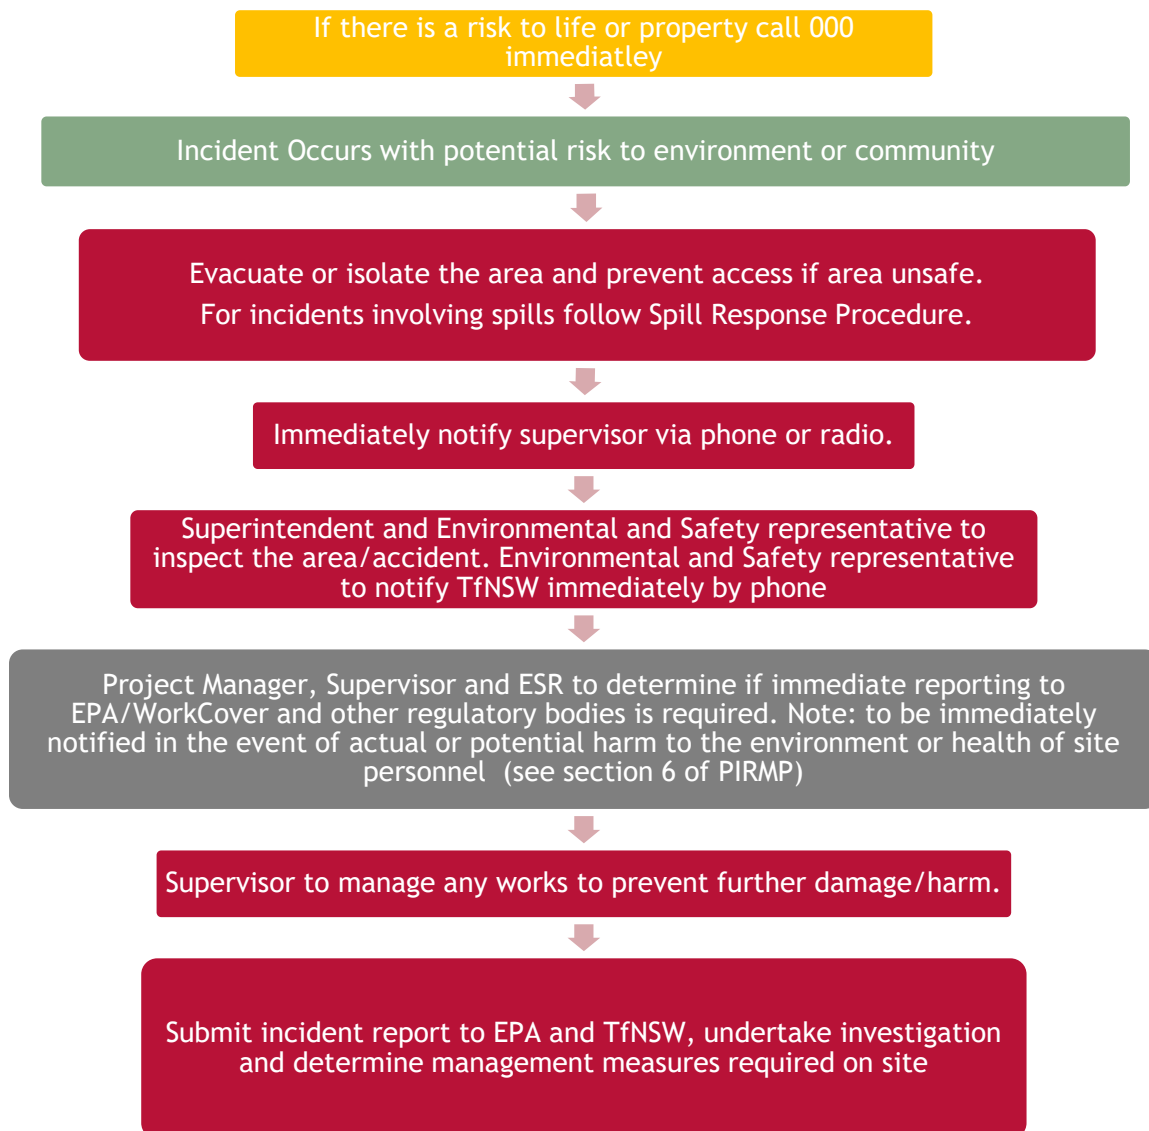 If there is a risk to life or property call 000
immediatley
Incident Occurs with potential risk to environment or community
Evacuate or isolate the area and prevent access if area unsafe.
For incidents involving spills follow Spill Response Procedure.
Immediately notify supervisor via phone or radio.
Superintendent and Environmental and Safety representative to
inspect the area/accident. Environmental and Safety representative
to notify TfNSW immediately by phone
Project Manager, Supervisor and ESR to determine if immediate reporting to
EPA/WorkCover and other regulatory bodies is required. Note: to be immediately
notified in the event of actual or potential harm to the environment or health of site
personnel (see section 6 of PIRMP)
Supervisor to manage any works to prevent further damage/harm.
Submit incident report to EPA and TfNSW, undertake investigation
and determine management measures required on site